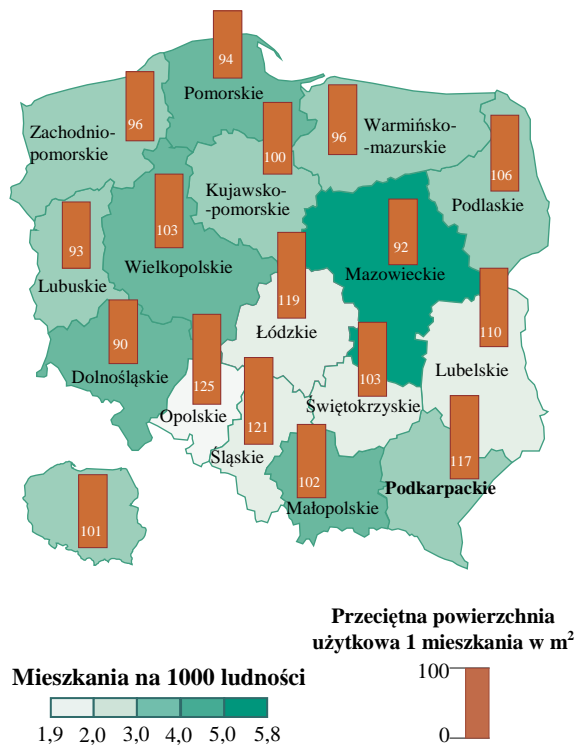 94
Pomorskie
96
Zachodnio-
pomorskie
100
Kujawsko-
-pomorskie
96
Warmińsko-
-mazurskie
106
Podlaskie
93
Lubuskie
103
Wielkopolskie
92
Mazowieckie
119
Łódzkie
110
Lubelskie
90
Dolnośląskie
125
Opolskie
121
Śląskie
103
Świętokrzyskie
102
Małopolskie
117
Podkarpackie
101
Przeciętna powierzchnia
użytkowa 1 mieszkania w m²
100
0
Mieszkania na 1000 ludności
1,9 2,0 3,0 4,0 5,0 5,8